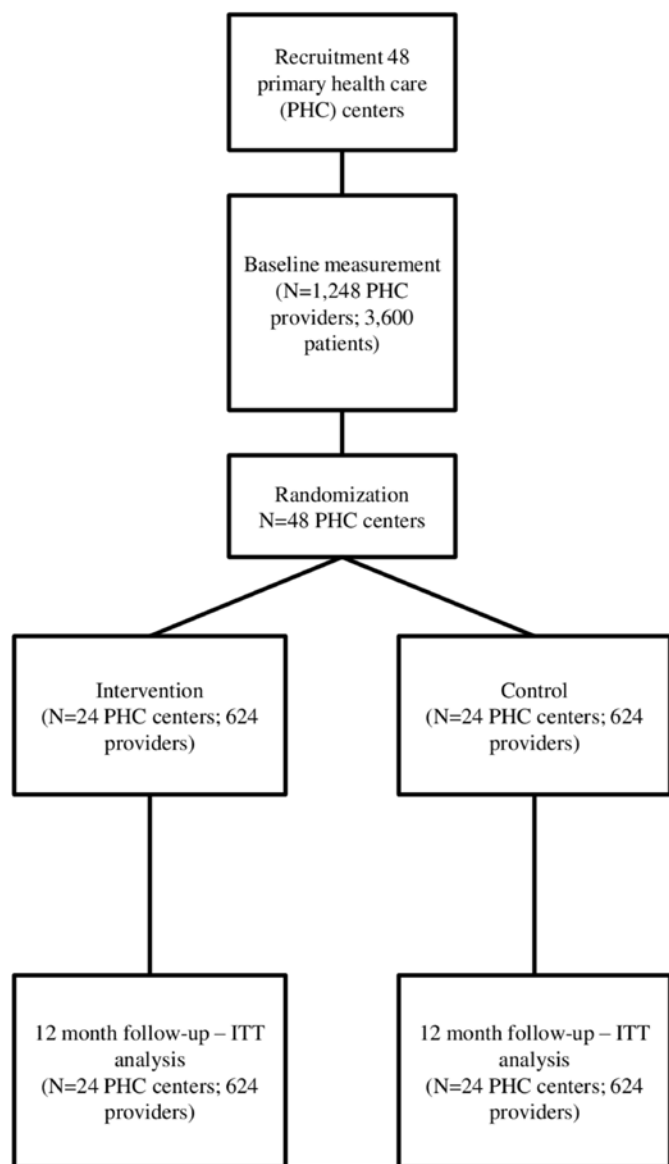 Recruitment 48
primary health care
(PHC) centers
Baseline measurement
(N=1,248 PHC
providers; 3,600
patients)
Randomization
N=48 PHC centers
Intervention
(N=24 PHC centers; 624
providers)
Control
(N=24 PHC centers; 624
providers)
12 month follow-up – ITT
analysis
(N=24 PHC centers; 624
providers)
12 month follow-up – ITT
analysis
(N=24 PHC centers; 624
providers)